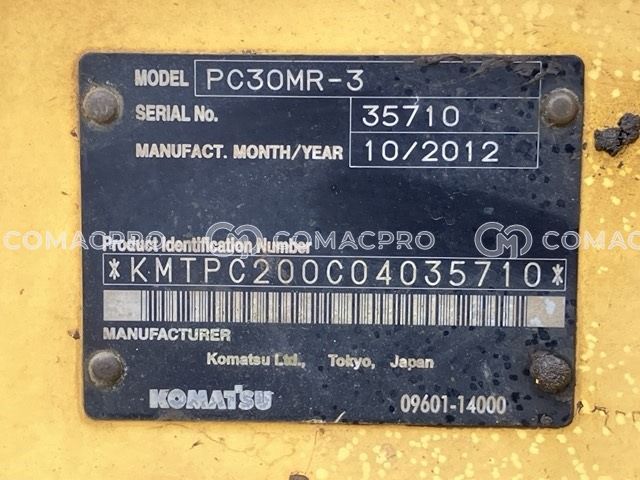 MODEL PC30MR-3
SERIAL No. 35710
MANUFACT. MONTH/YEAR 10/2012
COMACPRO COMACPRO COMACPRO
Product Identification Number
*KMTPC200C04035710*
MANUFACTURER
Komatsu Ltd., Tokyo, Japan
KOMATSU 09601-14000